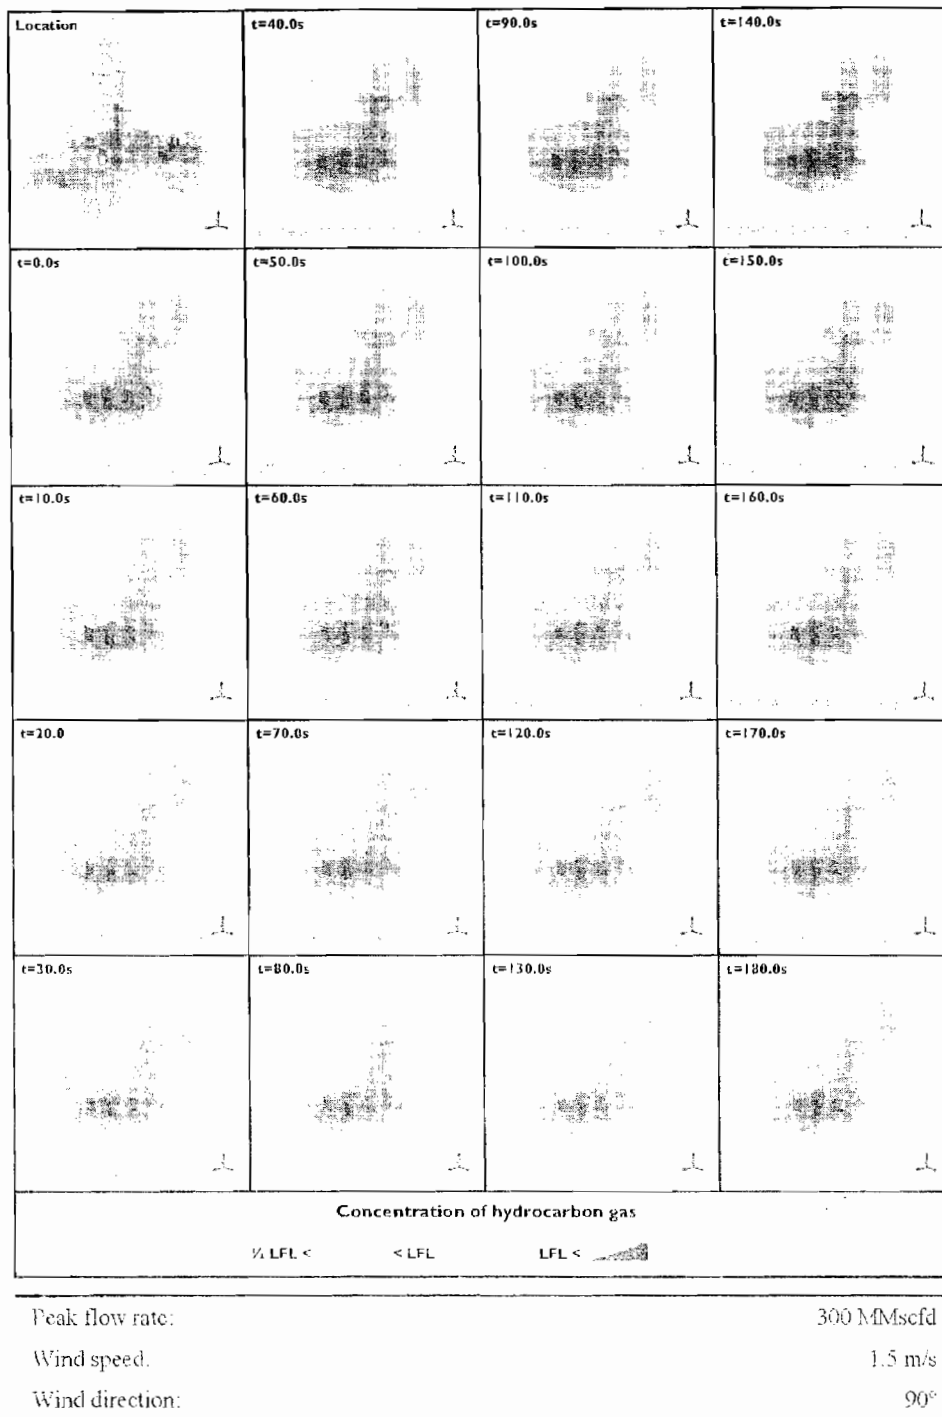 Location t=40.0s t=90.0s t=140.0s
t=0.0s t=50.0s t=100.0s t=150.0s
t=10.0s t=60.0s t=110.0s t=160.0s
t=20.0 t=70.0s t=120.0s t=170.0s
t=30.0s t=80.0s t=130.0s t=180.0s
Concentration of hydrocarbon gas
LFL < < LFL LFL <
Peak flow rate: 300 MMscfd
Wind speed. 1.5 m/s
Wind direction: 90°